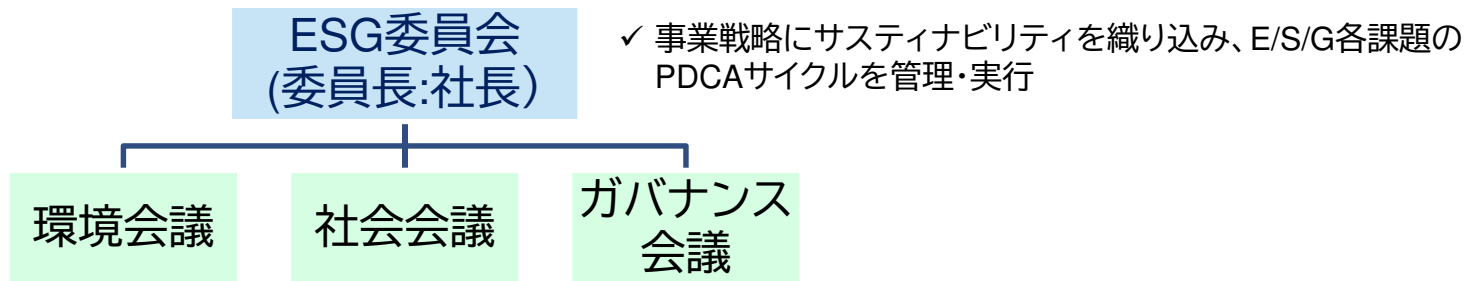 ESG委員会
(委員長:社長）
✓ 事業戦略にサスティナビリティを織り込み、E/S/G各課題の
PDCAサイクルを管理・実行
環境会議
社会会議
ガバナンス
会議